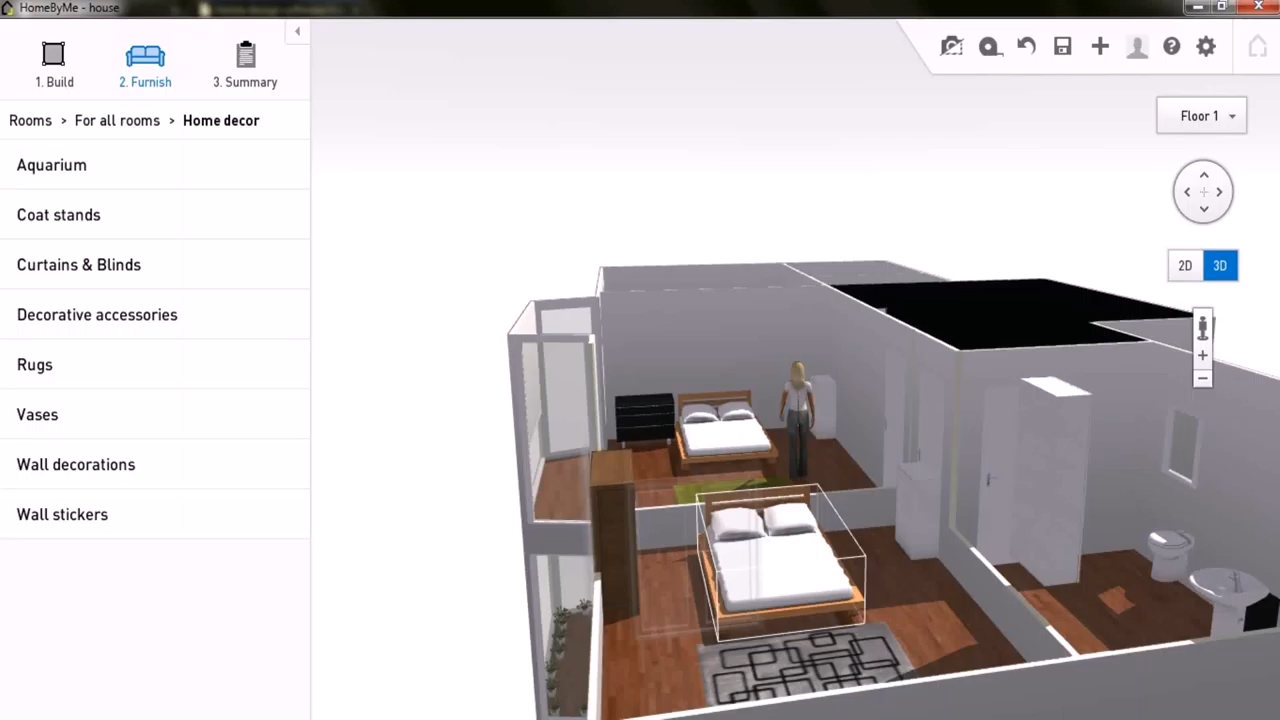 HomeByMe - house
1. Build
2. Furnish
3. Summary
Rooms > For all rooms > Home decor
Floor 1
Aquarium
Coat stands
Curtains & Blinds
2D
3D
Decorative accessories
Rugs
Vases
Wall decorations
Wall stickers